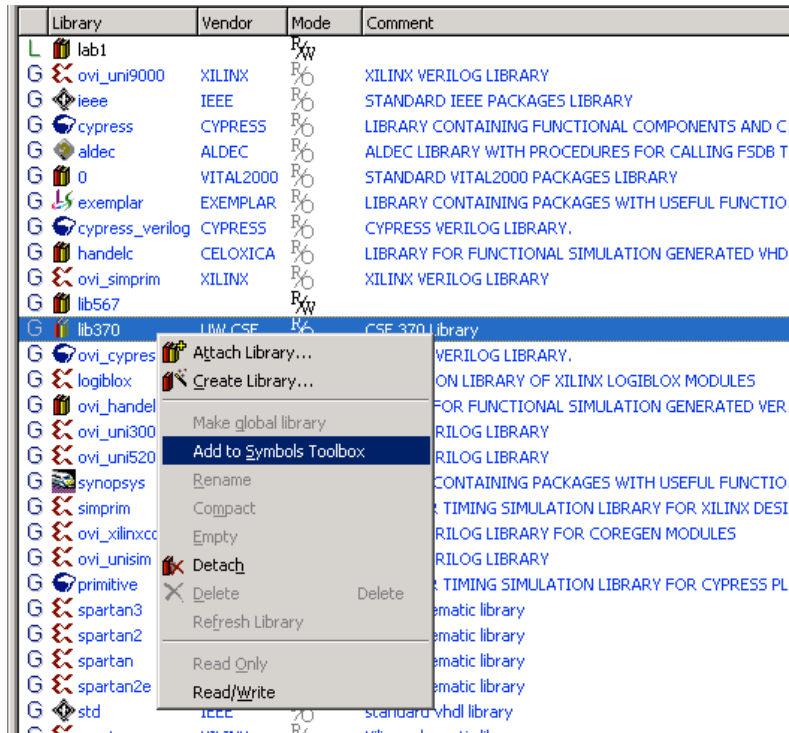 Library Vendor Mode Comment
L lab1 R/W
G ovi_uni9000 XILINX R/O XILINX VERILOG LIBRARY
G ieee IEEE R/O STANDARD IEEE PACKAGES LIBRARY
G cypress CYPRESS R/O LIBRARY CONTAINING FUNCTIONAL COMPONENTS AND C
G aldec ALDEC R/O ALDEC LIBRARY WITH PROCEDURES FOR CALLING FSDB T
G 0 VITAL2000 R/O STANDARD VITAL2000 PACKAGES LIBRARY
G exemplar EXEMPLAR R/O LIBRARY CONTAINING PACKAGES WITH USEFUL FUNCTIO
G cypress_verilog CYPRESS R/O CYPRESS VERILOG LIBRARY.
G handelc CELOXICA R/O LIBRARY FOR FUNCTIONAL SIMULATION GENERATED VHD
G ovi_simprim XILINX R/O XILINX VERILOG LIBRARY
G lib567 R/W
G lib370 UW CSE R/O CSE 370 Library
G ovi_cypres Attach Library... VERILOG LIBRARY.
G logiblox Create Library... ON LIBRARY OF XILINX LOGIBLOX MODULES
G ovi_handel FOR FUNCTIONAL SIMULATION GENERATED VER
G ovi_uni300 Make global library RILOG LIBRARY
G ovi_uni520 Add to Symbols Toolbox RILOG LIBRARY
G synopsys Rename CONTAINING PACKAGES WITH USEFUL FUNCTIO
G simprim Compact TIMING SIMULATION LIBRARY FOR XILINX DESI
G ovi_xilinxco Empty RILOG LIBRARY FOR COREGEN MODULES
G ovi_unisim Detach RILOG LIBRARY
G primitive Delete Delete TIMING SIMULATION LIBRARY FOR CYPRESS PL
G spartan3 Refresh Library ematic library
G spartan2 ematic library
G spartan Read Only ematic library
G spartan2e Read/Write ematic library
G std IEEE R/O standard vhdl library